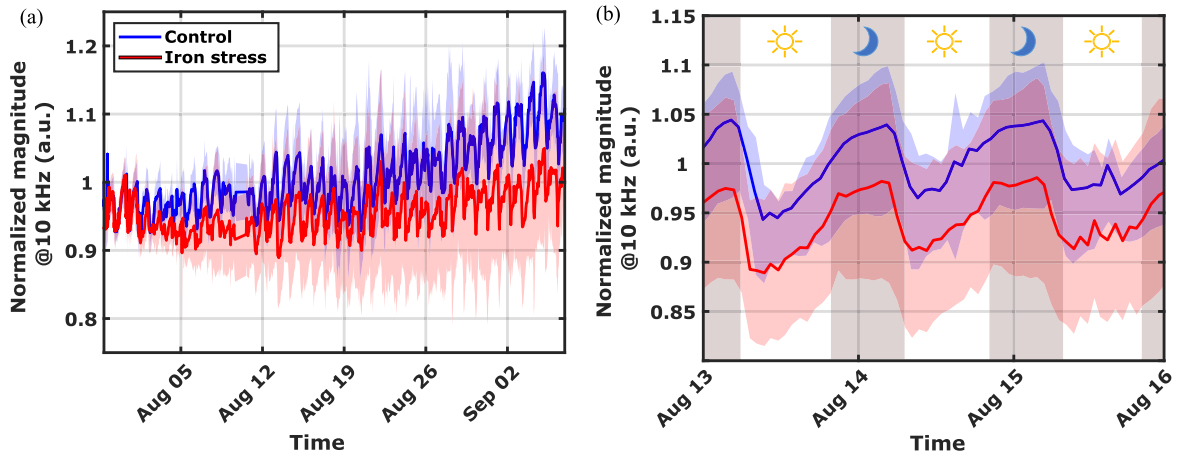 (a)
Normalized magnitude
@10 kHz (a.u.)
1.2
1.1
1
0.9
0.8
Control
Iron stress
Aug 05
Aug 12
Aug 19
Aug 26
Sep 02
Time
(b)
Normalized magnitude
@10 kHz (a.u.)
1.15
1.1
1.05
1
0.95
0.9
0.85
0.8
Aug 13
Aug 14
Aug 15
Aug 16
Time